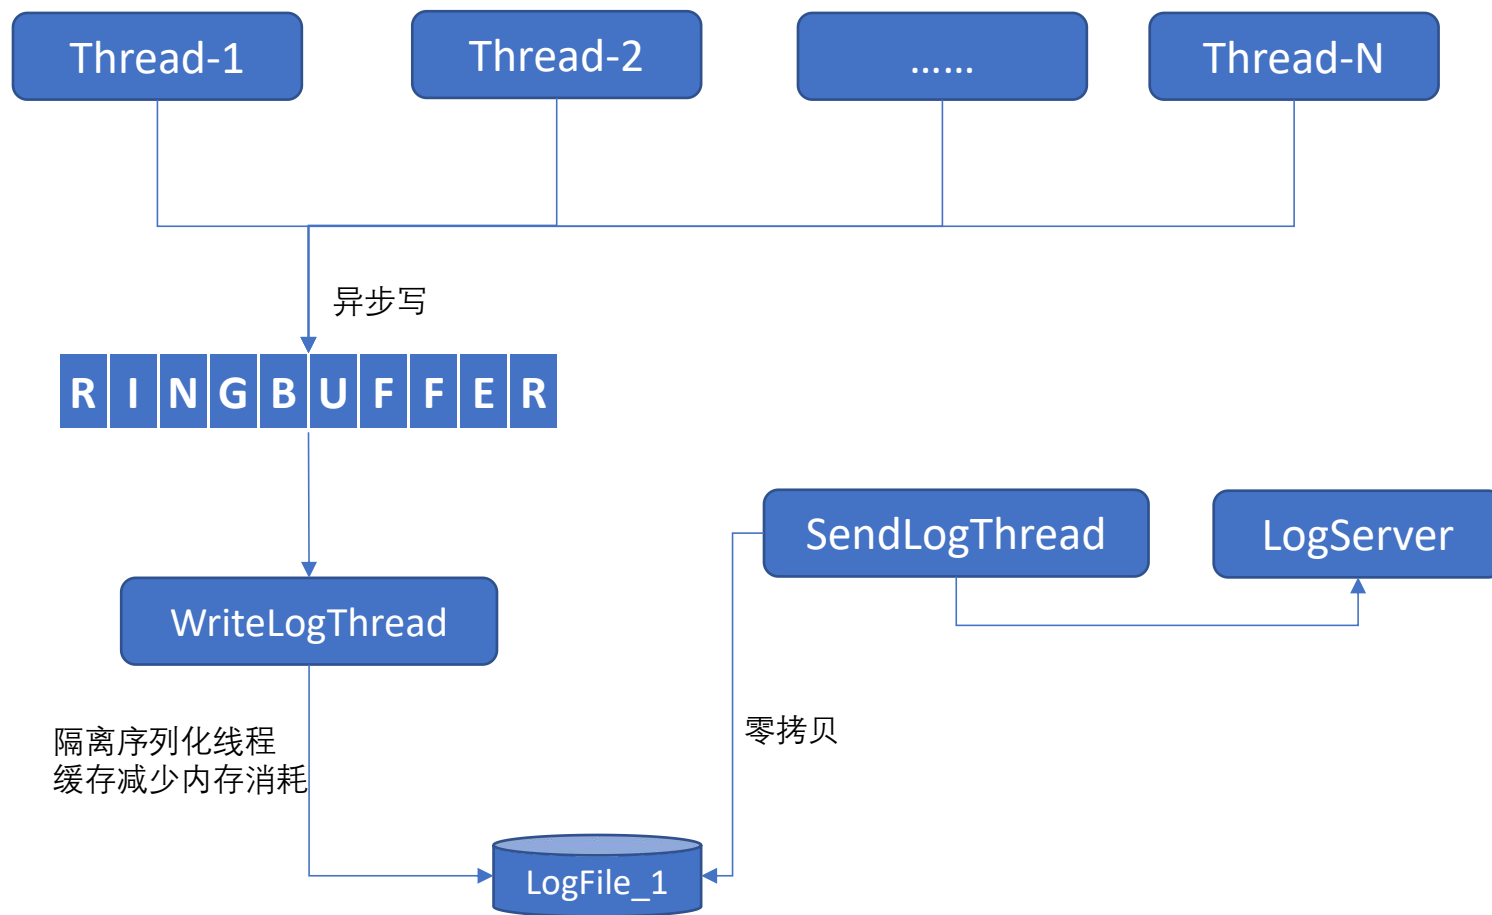 Thread-1
Thread-2
......
Thread-N
异步写
RINGBUFFER
SendLogThread
LogServer
WriteLogThread
隔离序列化线程
缓存减少内存消耗
零拷贝
LogFile_1